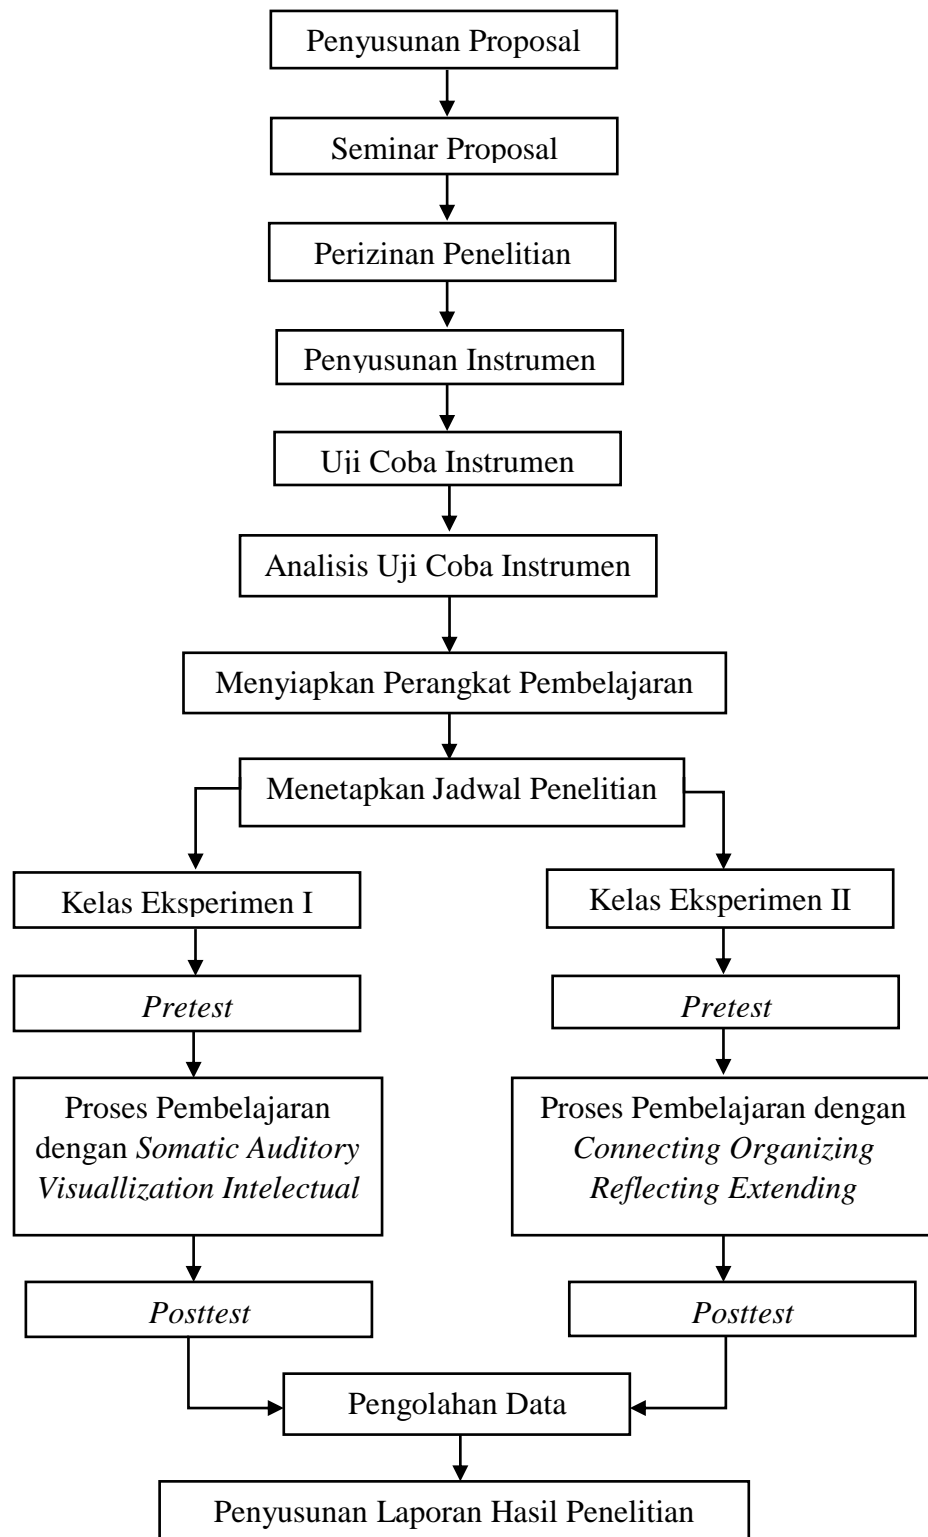 Penyusunan Proposal
Seminar Proposal
Perizinan Penelitian
Penyusunan Instrumen
Uji Coba Instrumen
Analisis Uji Coba Instrumen
Menyiapkan Perangkat Pembelajaran
Menetapkan Jadwal Penelitian
Kelas Eksperimen I
Pretest
Proses Pembelajaran
dengan Somatic Auditory
Visuallization Intelectual
Posttest
Kelas Eksperimen II
Pretest
Proses Pembelajaran dengan
Connecting Organizing
Reflecting Extending
Posttest
Pengolahan Data
Penyusunan Laporan Hasil Penelitian